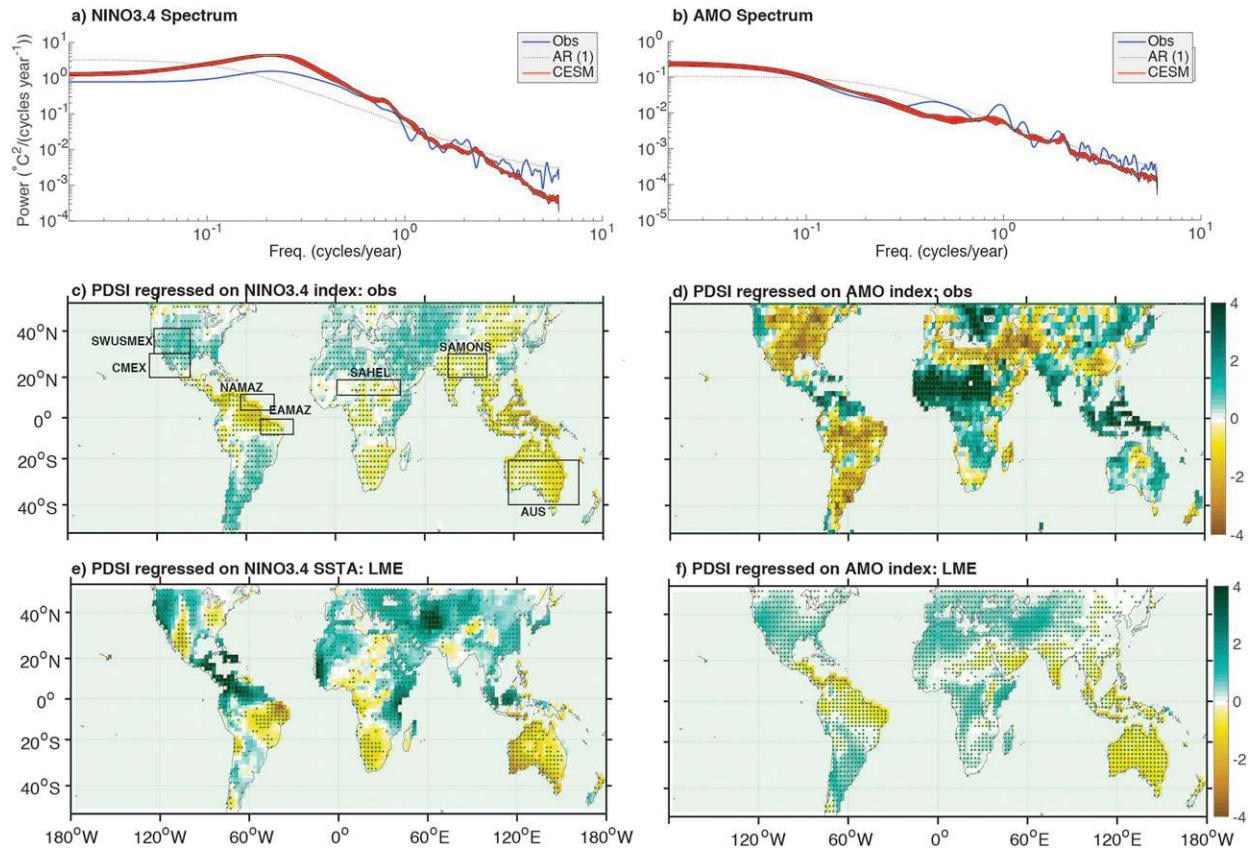 a) NINO3.4 Spectrum
b) AMO Spectrum
Power (˚C²/(cycles year⁻¹))
10¹
10⁰
10⁻¹
10⁻²
10⁻³
10⁻⁴
Obs
AR (1)
CESM
10⁻¹
10⁰
10¹
Freq. (cycles/year)
10⁰
10⁻¹
10⁻²
10⁻³
10⁻⁴
10⁻⁵
Obs
AR (1)
CESM
10⁻¹
10⁰
10¹
Freq. (cycles/year)
c) PDSI regressed on NINO3.4 index: obs
40°N
20°N
0°
20°S
40°S
SWUSMEX
CMEX
NAMAZ
EAMAZ
SAHEL
SAMONS
AUS
d) PDSI regressed on AMO index: obs
4
2
0
-2
-4
e) PDSI regressed on NINO3.4 SSTA: LME
40°N
20°N
0°
20°S
40°S
180°W
120°W
60°W
0°
60°E
120°E
180°W
f) PDSI regressed on AMO index: LME
120°W
60°W
0°
60°E
120°E
180°W
4
2
0
-2
-4